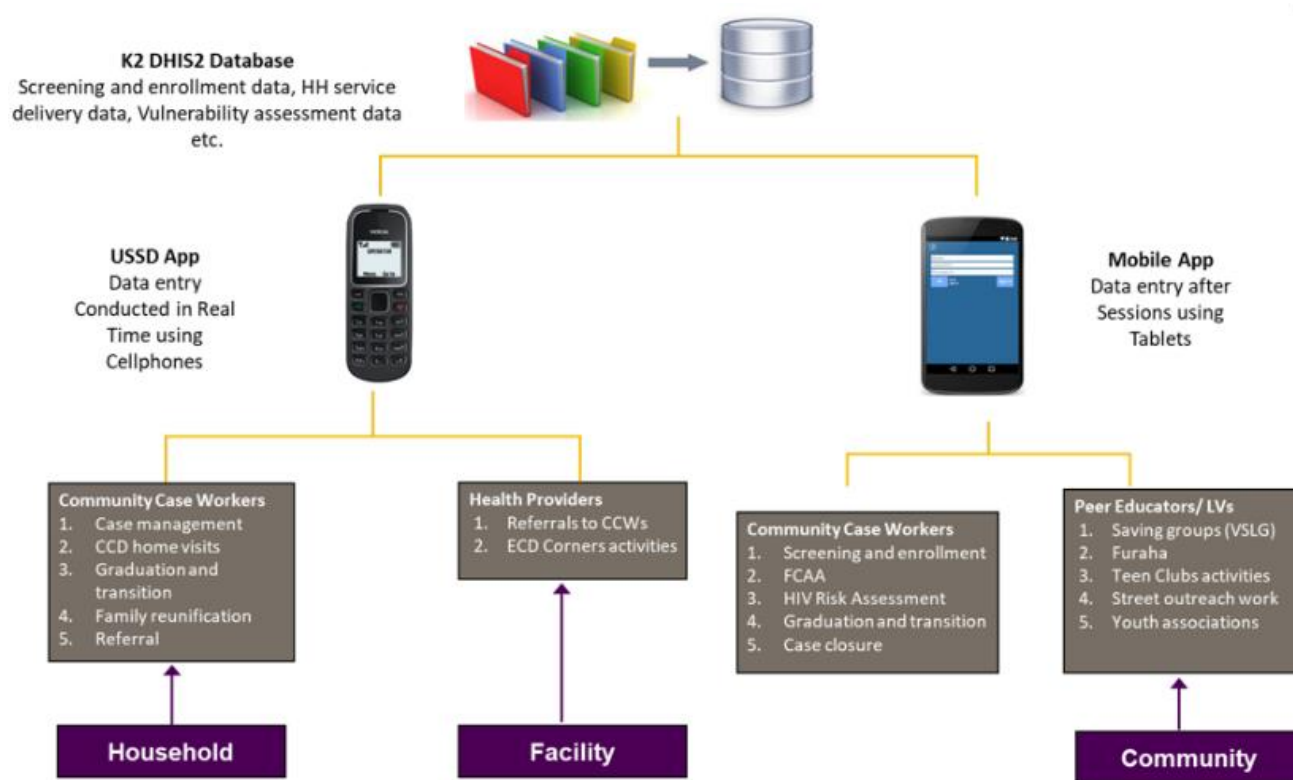 K2 DHIS2 Database
Screening and enrollment data, HH service
delivery data, Vulnerability assessment data
etc.
USSD App
Data entry
Conducted in Real
Time using
Cellphones
NOKIA
Mobile App
Data entry after
Sessions using
Tablets
Community Case Workers
1. Case management
2. CCD home visits
3. Graduation and
transition
4. Family reunification
5. Referral
Health Providers
1. Referrals to CCWs
2. ECD Corners activities
Community Case Workers
1. Screening and enrollment
2. FCAA
3. HIV Risk Assessment
4. Graduation and transition
5. Case closure
Peer Educators/ LVs
1. Saving groups (VSLG)
2. Furaha
3. Teen Clubs activities
4. Street outreach work
5. Youth associations
Household
Facility
Community